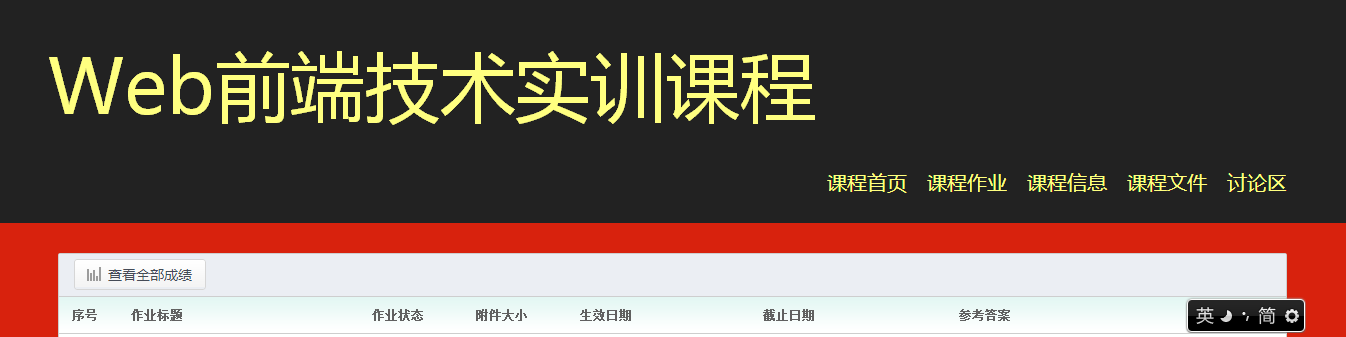 Web前端技术实训课程
课程首页 课程作业 课程信息 课程文件 讨论区
查看全部成绩
序号 作业标题 作业状态 附件大小 生效日期 截止日期 参考答案
英 简